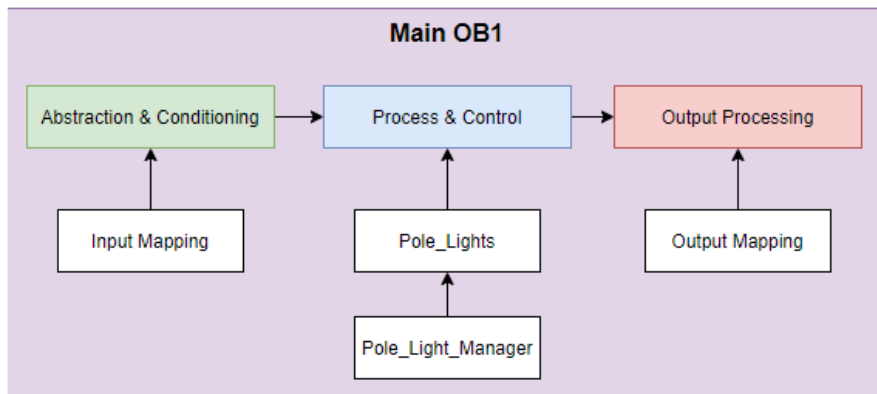 Main OB1
Abstraction & Conditioning
Process & Control
Output Processing
Input Mapping
Pole_Lights
Output Mapping
Pole_Light_Manager